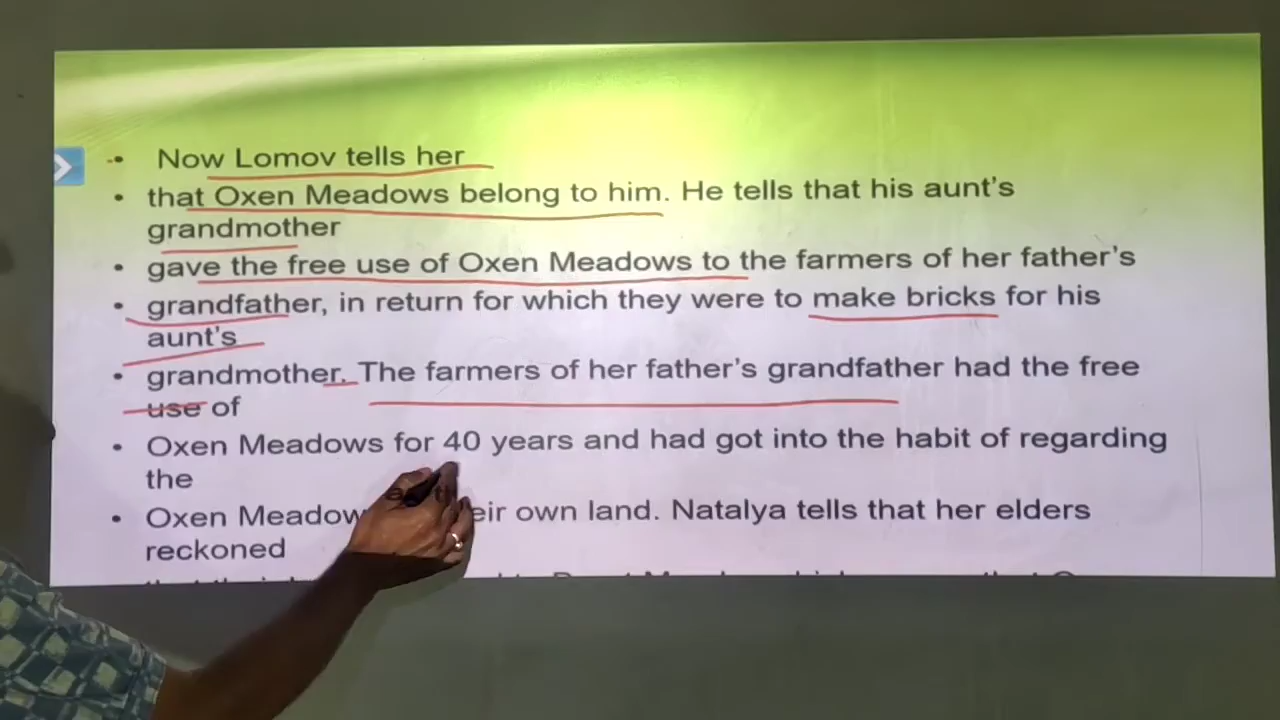 • Now Lomov tells her
• that Oxen Meadows belong to him. He tells that his aunt's
grandmother
• gave the free use of Oxen Meadows to the farmers of her father's
• grandfather, in return for which they were to make bricks for his
aunt's
• grandmother. The farmers of her father's grandfather had the free
use of
• Oxen Meadows for 40 years and had got into the habit of regarding
the
• Oxen own land. Natalya tells that her elders
reckoned